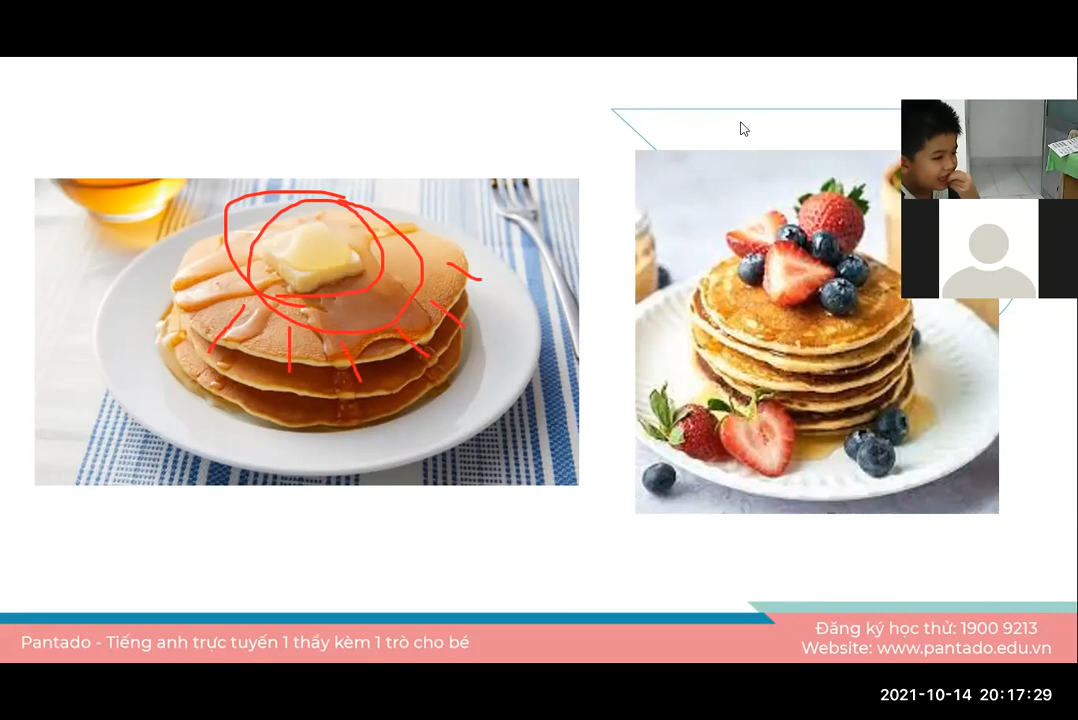 Pantado - Tiếng anh trực tuyến 1 thầy kèm 1 trò cho bé
Đăng ký học thử: 1900 9213
Website: www.pantado.edu.vn
2021-10-14 20:17:29